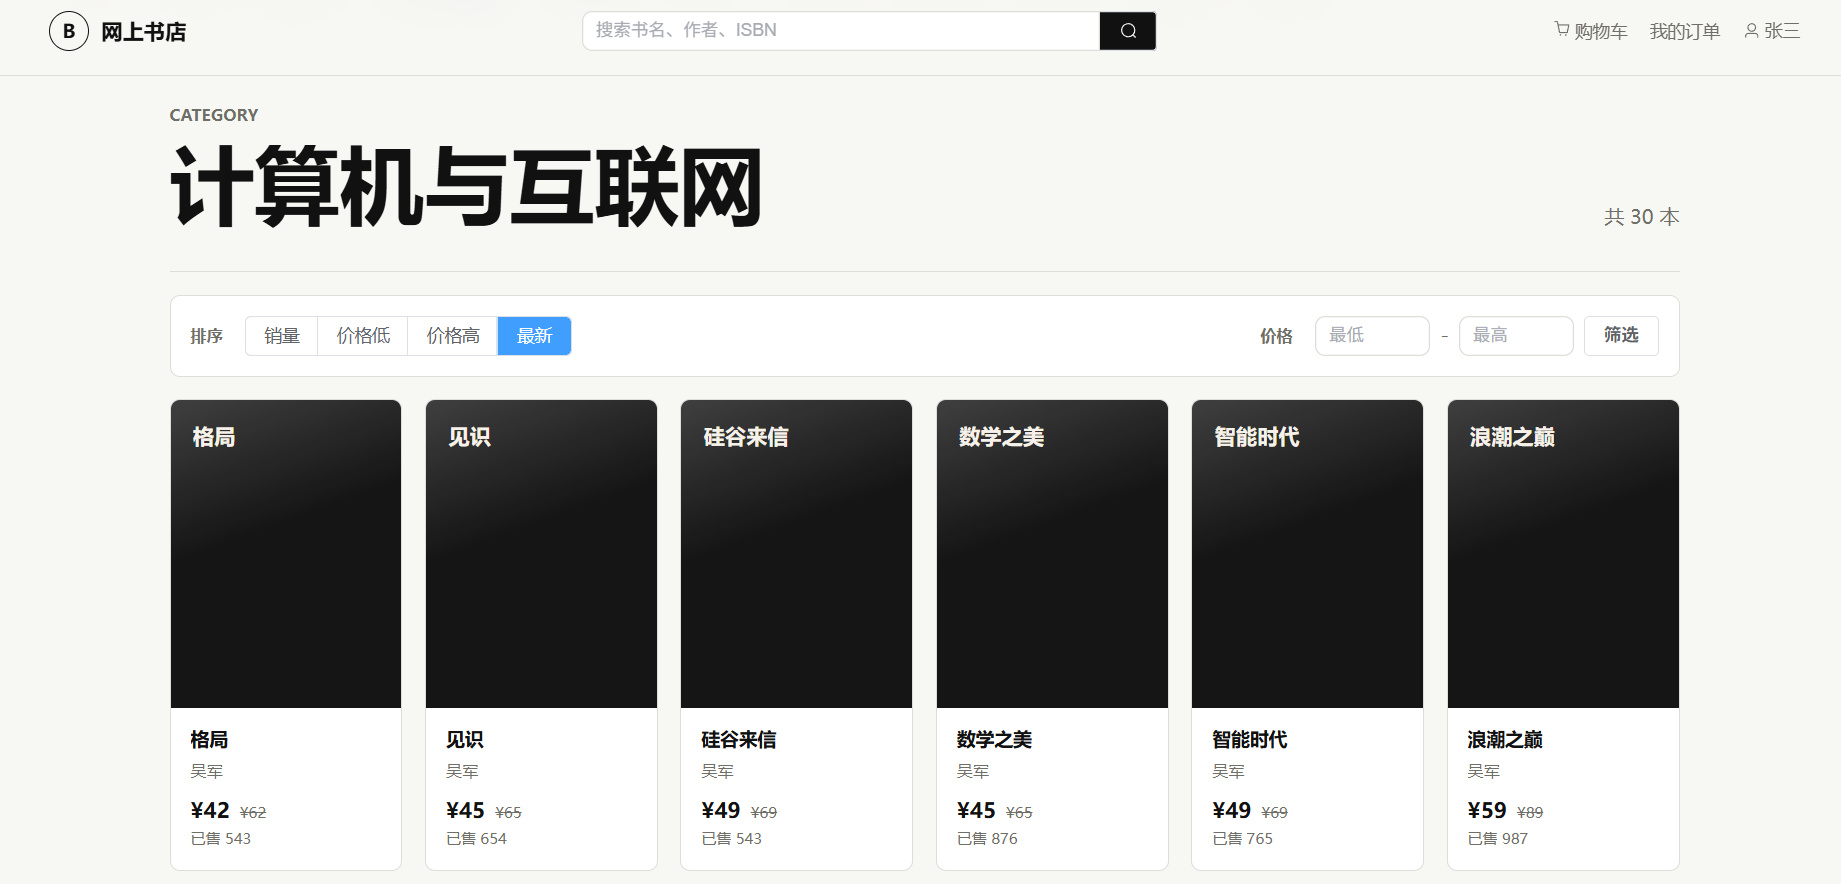 B 网上书店
搜索书名、作者、ISBN
购物车 我的订单 张三
CATEGORY
计算机与互联网
共 30 本
排序 销量 价格低 价格高 最新
价格 最低 - 最高 筛选
格局 见识 硅谷来信 数学之美 智能时代 浪潮之巅
格局 见识 硅谷来信 数学之美 智能时代 浪潮之巅
吴军 吴军 吴军 吴军 吴军 吴军
¥42 ¥62 ¥45 ¥65 ¥49 ¥69 ¥45 ¥65 ¥49 ¥69 ¥59 ¥89
已售 543 已售 654 已售 543 已售 876 已售 765 已售 987